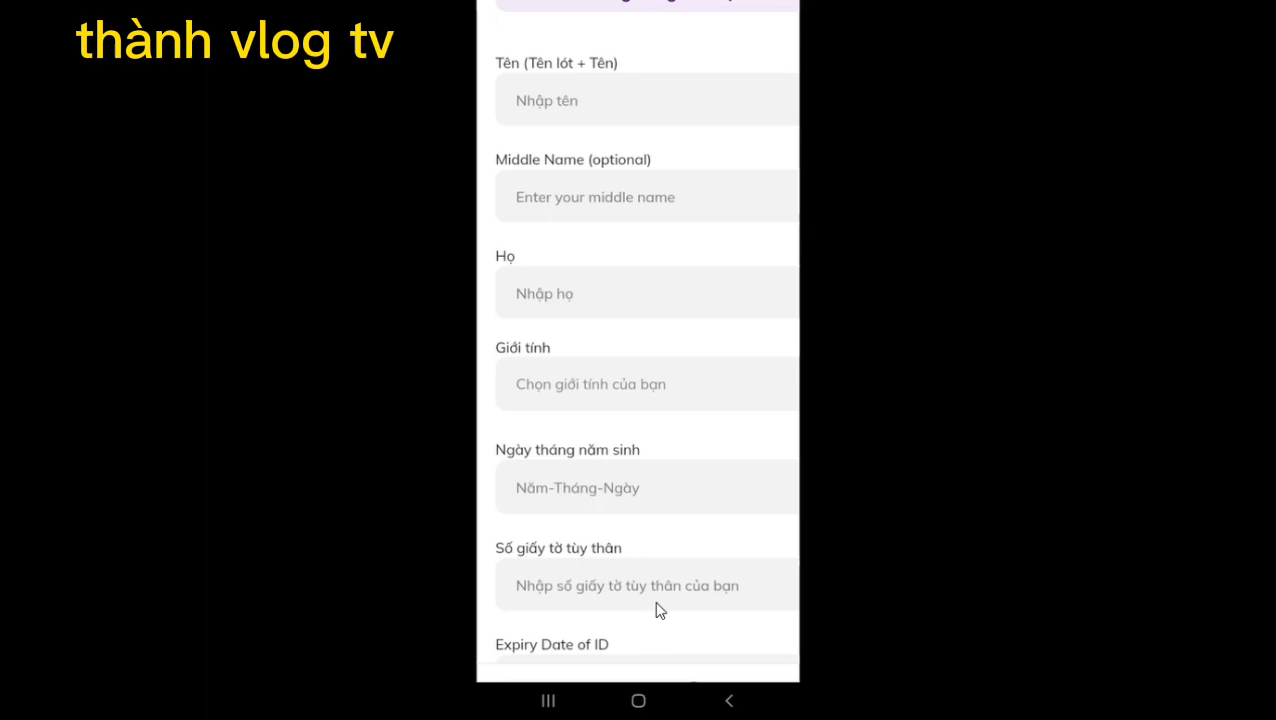 thành vlog tv
Tên (Tên lót + Tên)
Nhập tên
Middle Name (optional)
Enter your middle name
Họ
Nhập họ
Giới tính
Chọn giới tính của bạn
Ngày tháng năm sinh
Năm-Tháng-Ngày
Số giấy tờ tùy thân
Nhập số giấy tờ tùy thân của bạn
Expiry Date of ID